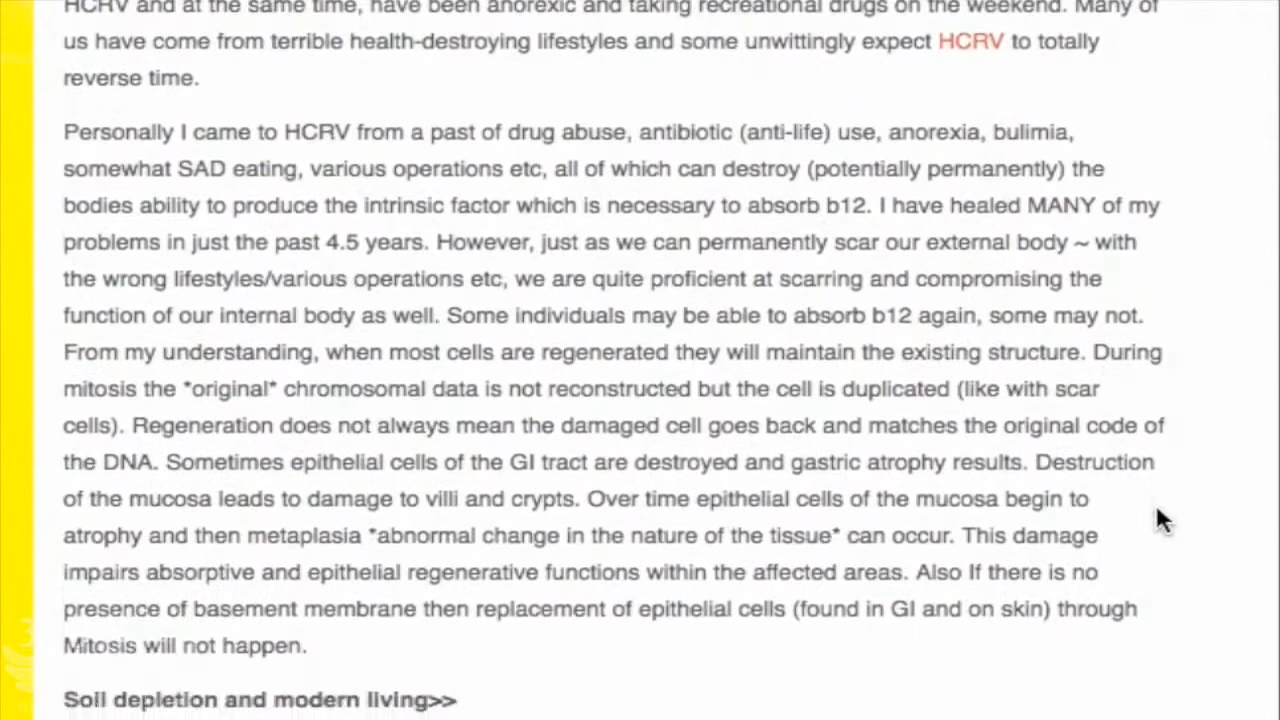 HCRV and at the same time, have been anorexic and taking recreational drugs on the weekend. Many of
us have come from terrible health-destroying lifestyles and some unwittingly expect HCRV to totally
reverse time.
Personally I came to HCRV from a past of drug abuse, antibiotic (anti-life) use, anorexia, bulimia,
somewhat SAD eating, various operations etc, all of which can destroy (potentially permanently) the
bodies ability to produce the intrinsic factor which is necessary to absorb b12. I have healed MANY of my
problems in just the past 4.5 years. However, just as we can permanently scar our external body ~ with
the wrong lifestyles/various operations etc, we are quite proficient at scarring and compromising the
function of our internal body as well. Some individuals may be able to absorb b12 again, some may not.
From my understanding, when most cells are regenerated they will maintain the existing structure. During
mitosis the *original* chromosomal data is not reconstructed but the cell is duplicated (like with scar
cells). Regeneration does not always mean the damaged cell goes back and matches the original code of
the DNA. Sometimes epithelial cells of the GI tract are destroyed and gastric atrophy results. Destruction
of the mucosa leads to damage to villi and crypts. Over time epithelial cells of the mucosa begin to
atrophy and then metaplasia *abnormal change in the nature of the tissue* can occur. This damage
impairs absorptive and epithelial regenerative functions within the affected areas. Also If there is no
presence of basement membrane then replacement of epithelial cells (found in GI and on skin) through
Mitosis will not happen.
Soil depletion and modern living>>